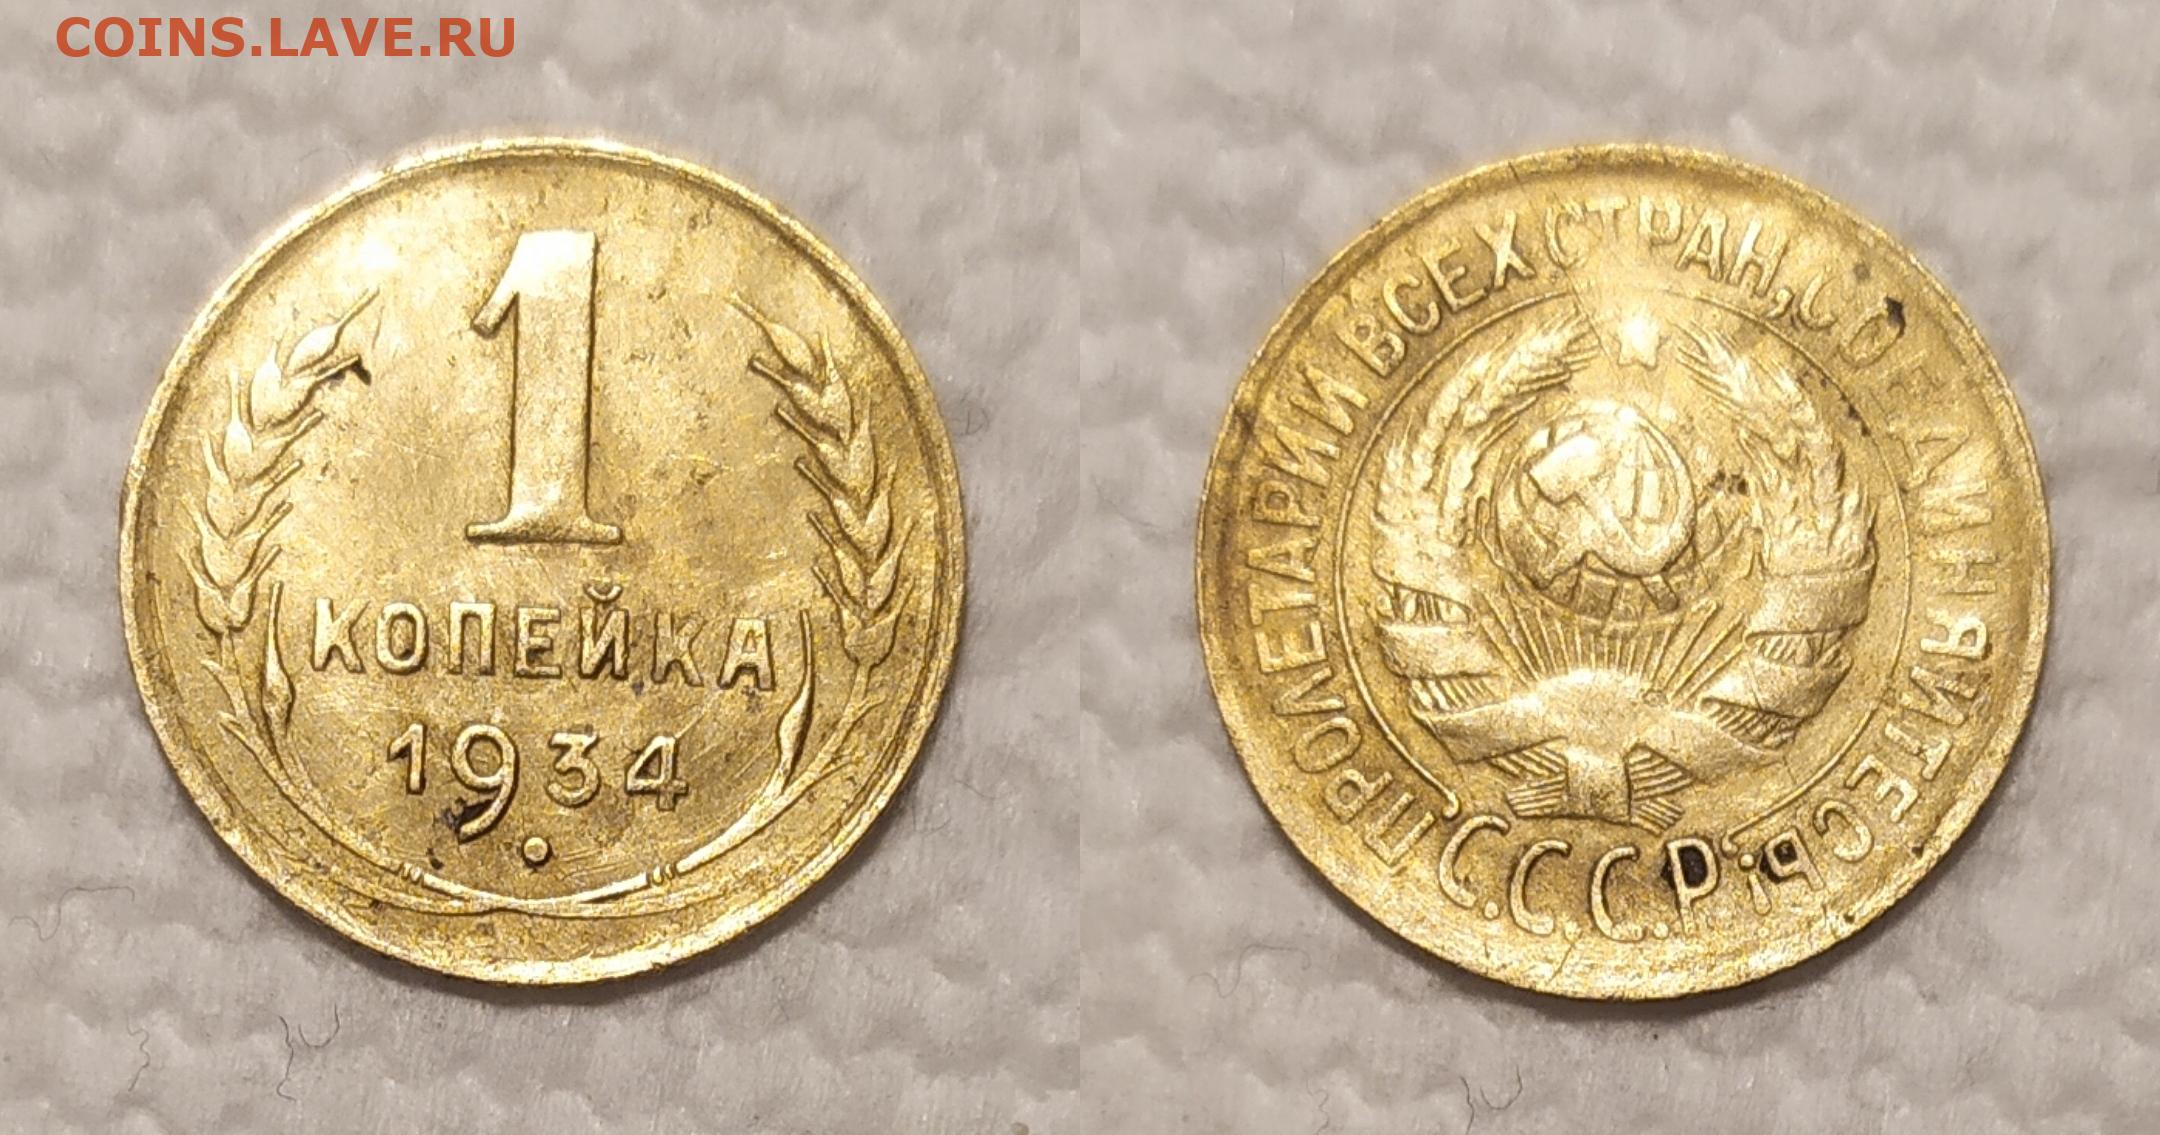 COINS.LAVE.RU
1
КОПЕЙКА
1934
ПРОЛЕТАРИИ ВСЕХ СТРАН, СОЕДИНЯЙТЕСЬ!
С.С.С.Р.